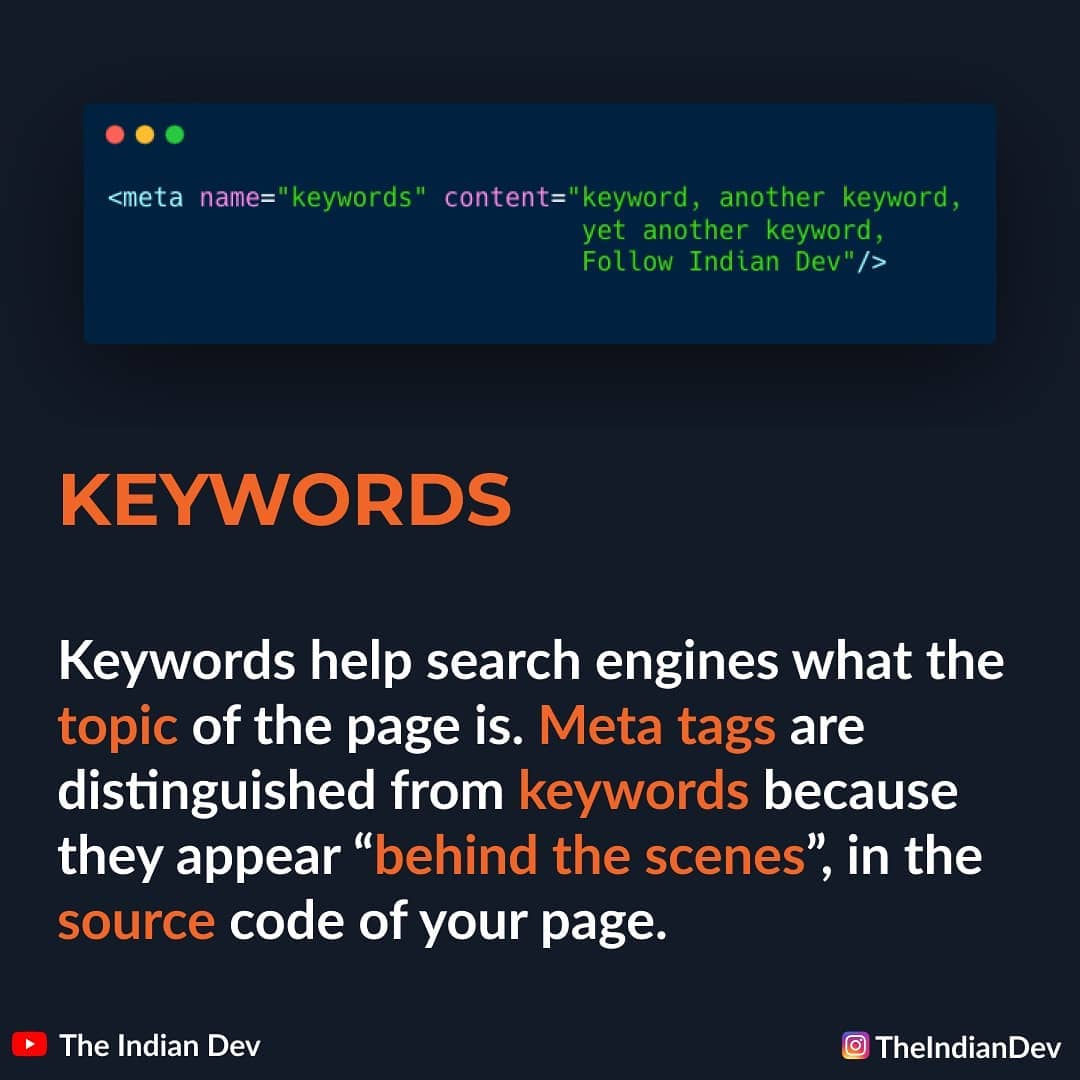 <meta name="keywords" content="keyword, another keyword,
yet another keyword,
Follow Indian Dev"/>
KEYWORDS
Keywords help search engines what the
topic of the page is. Meta tags are
distinguished from keywords because
they appear “behind the scenes”, in the
source code of your page.
The Indian Dev
TheIndianDev